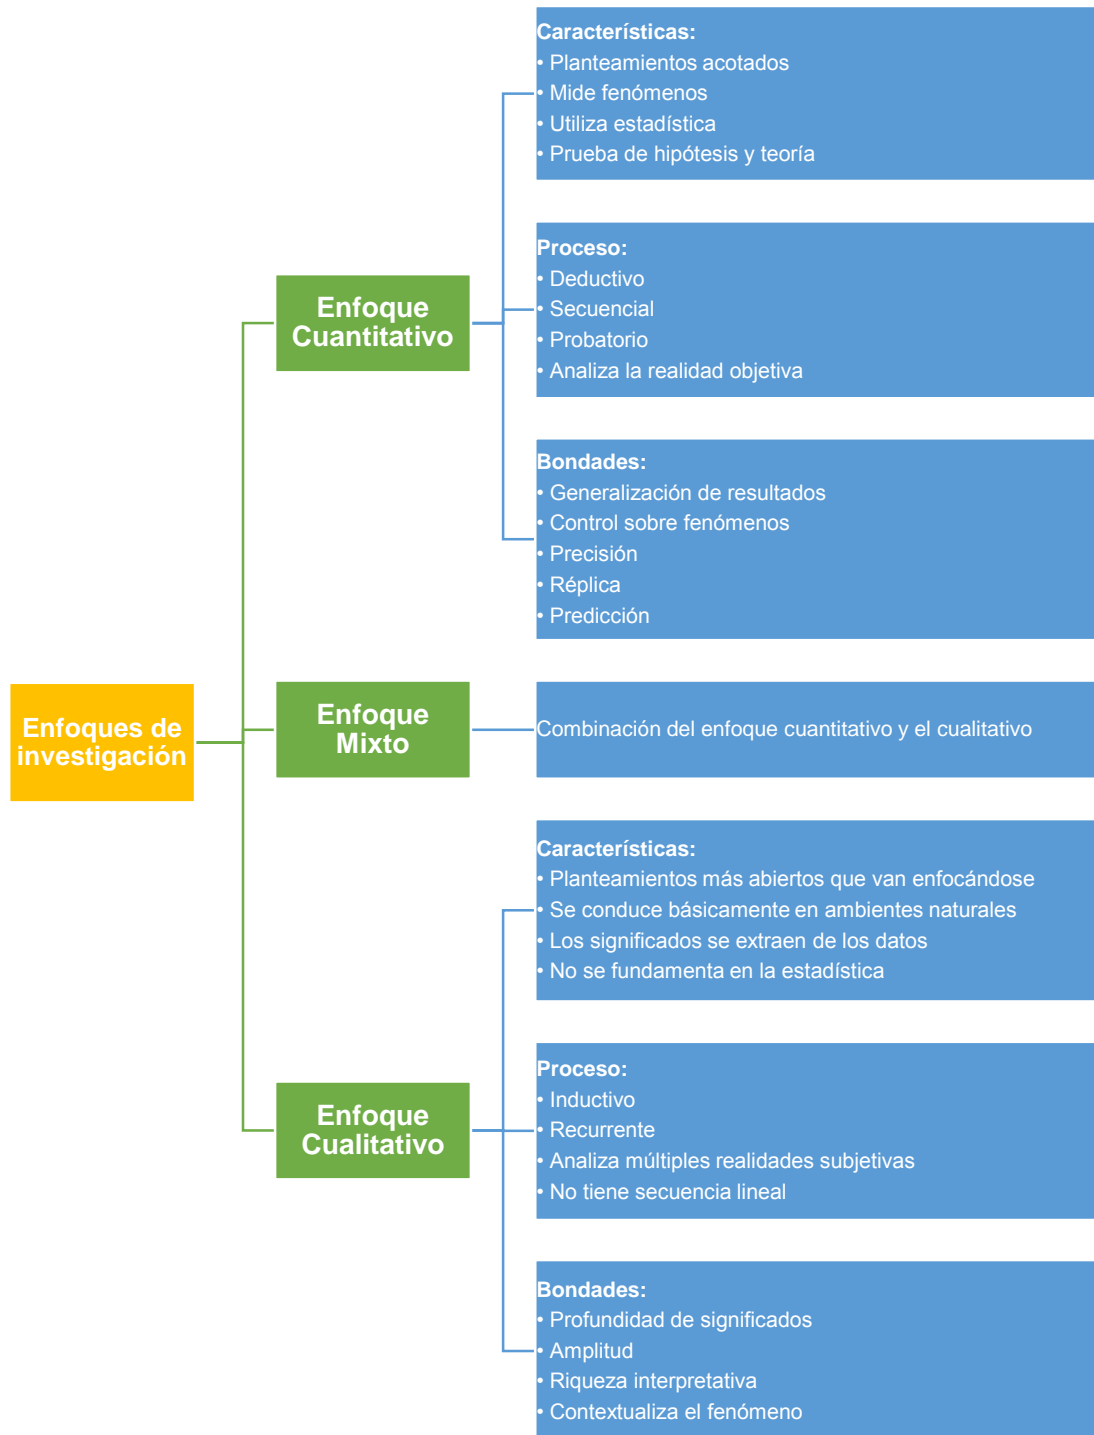 Enfoques de
investigación
Enfoque
Cuantitativo
Características:
• Planteamientos acotados
• Mide fenómenos
• Utiliza estadística
• Prueba de hipótesis y teoría
Proceso:
• Deductivo
• Secuencial
• Probatorio
• Analiza la realidad objetiva
Bondades:
• Generalización de resultados
• Control sobre fenómenos
• Precisión
• Réplica
• Predicción
Enfoque
Mixto
Combinación del enfoque cuantitativo y el cualitativo
Enfoque
Cualitativo
Características:
• Planteamientos más abiertos que van enfocándose
• Se conduce básicamente en ambientes naturales
• Los significados se extraen de los datos
• No se fundamenta en la estadística
Proceso:
• Inductivo
• Recurrente
• Analiza múltiples realidades subjetivas
• No tiene secuencia lineal
Bondades:
• Profundidad de significados
• Amplitud
• Riqueza interpretativa
• Contextualiza el fenómeno